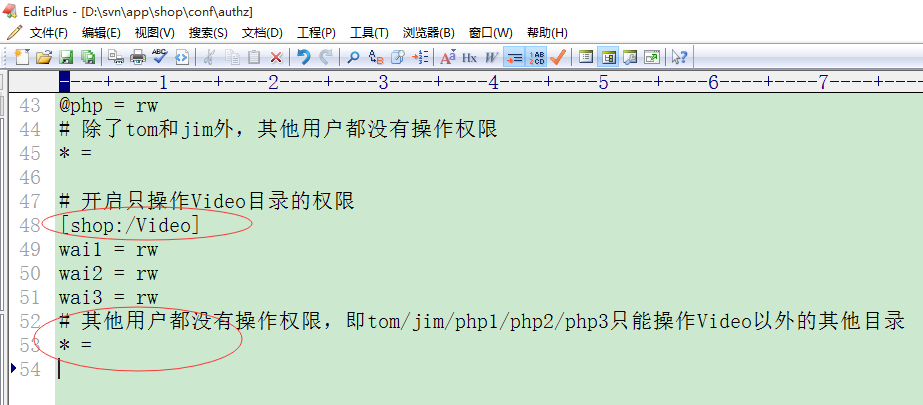 EditPlus - [D:\svn\app\shop\conf\authz]
文件(F) 编辑(E) 视图(V) 搜索(S) 文档(D) 工程(P) 工具(T) 浏览器(B) 窗口(W) 帮助(H)
----+----1----+----2----+----3----+----4----+----5----+----6----+----7----+----
43 @php = rw
44 # 除了tom和jim外，其他用户都没有操作权限
45 * =
46
47 # 开启只操作Video目录的权限
48 [shop:/Video]
49 wai1 = rw
50 wai2 = rw
51 wai3 = rw
52 # 其他用户都没有操作权限，即tom/jim/php1/php2/php3只能操作Video以外的其他目录
53 * =
54